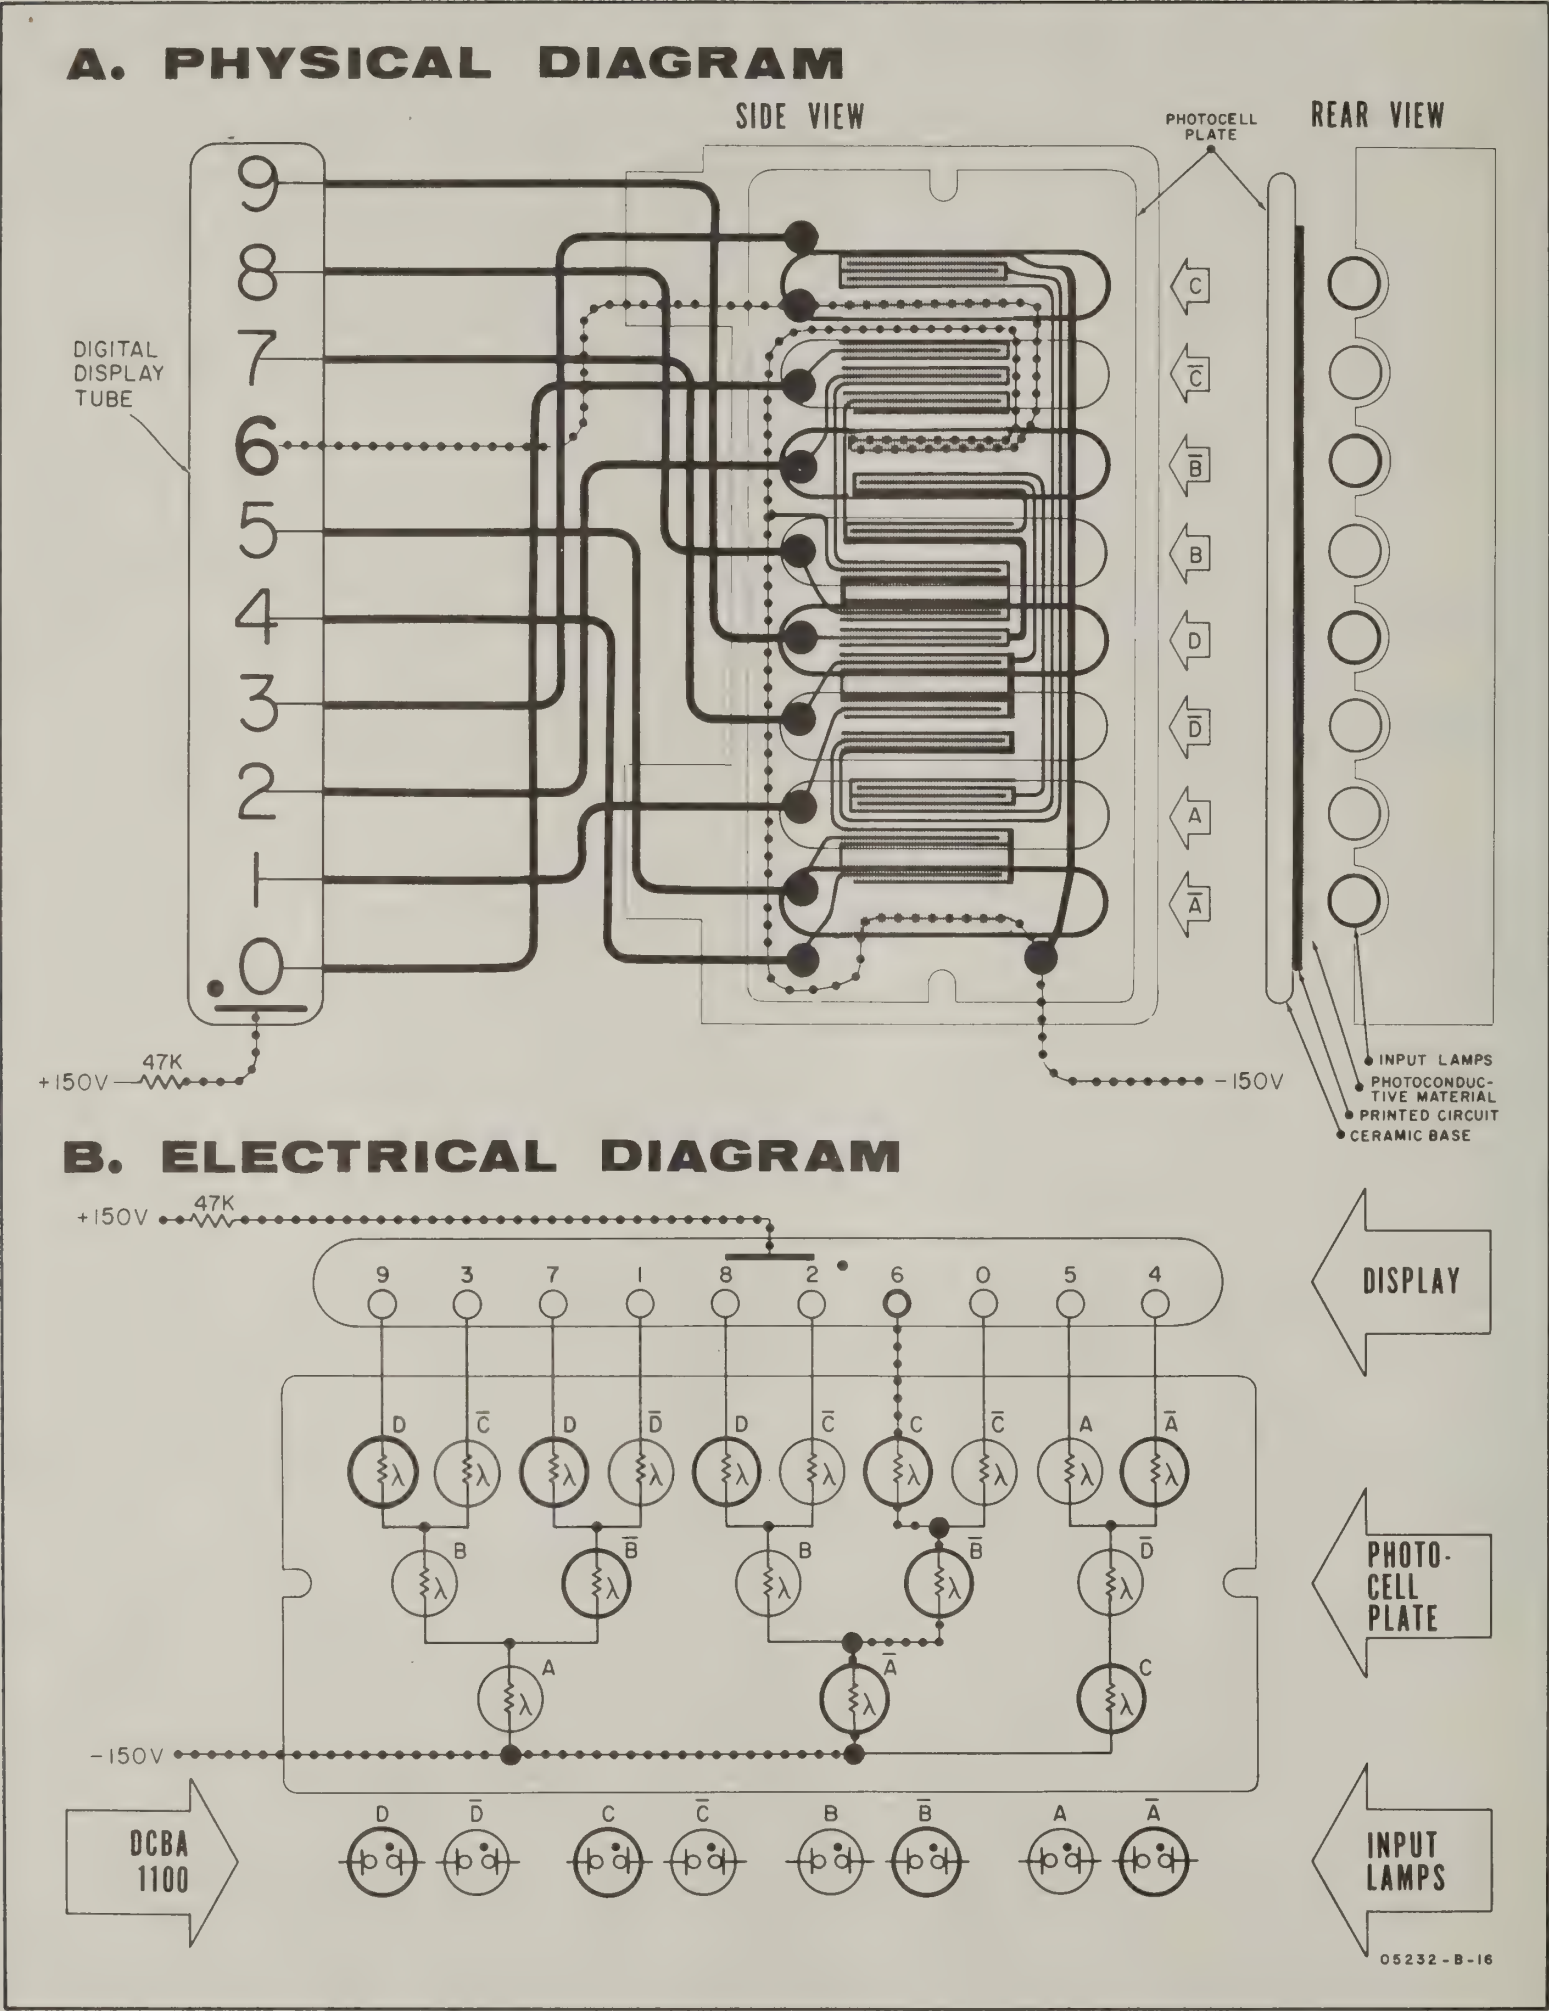 A. PHYSICAL DIAGRAM
SIDE VIEW
PHOTOCELL
PLATE
REAR VIEW
DIGITAL
DISPLAY
TUBE
9
8
7
6
5
4
3
2
1
0
C
C̅
B̅
B
D
D̅
A
A̅
47K
+150V
-150V
INPUT LAMPS
PHOTOCONDUC-
TIVE MATERIAL
PRINTED CIRCUIT
CERAMIC BASE
B. ELECTRICAL DIAGRAM
+150V 47K
DISPLAY
9 3 7 1 8 2 6 0 5 4
D C̅ D D̅ D C̅ C C̅ A A̅
λ λ λ λ λ λ λ λ λ λ
B B̅ B B̅ D̅
λ λ λ λ λ
PHOTO-
CELL
PLATE
A A̅ C
λ λ λ
-150V
D D̅ C C̅ B B̅ A A̅
DCBA
1100
INPUT
LAMPS
05232-B-16